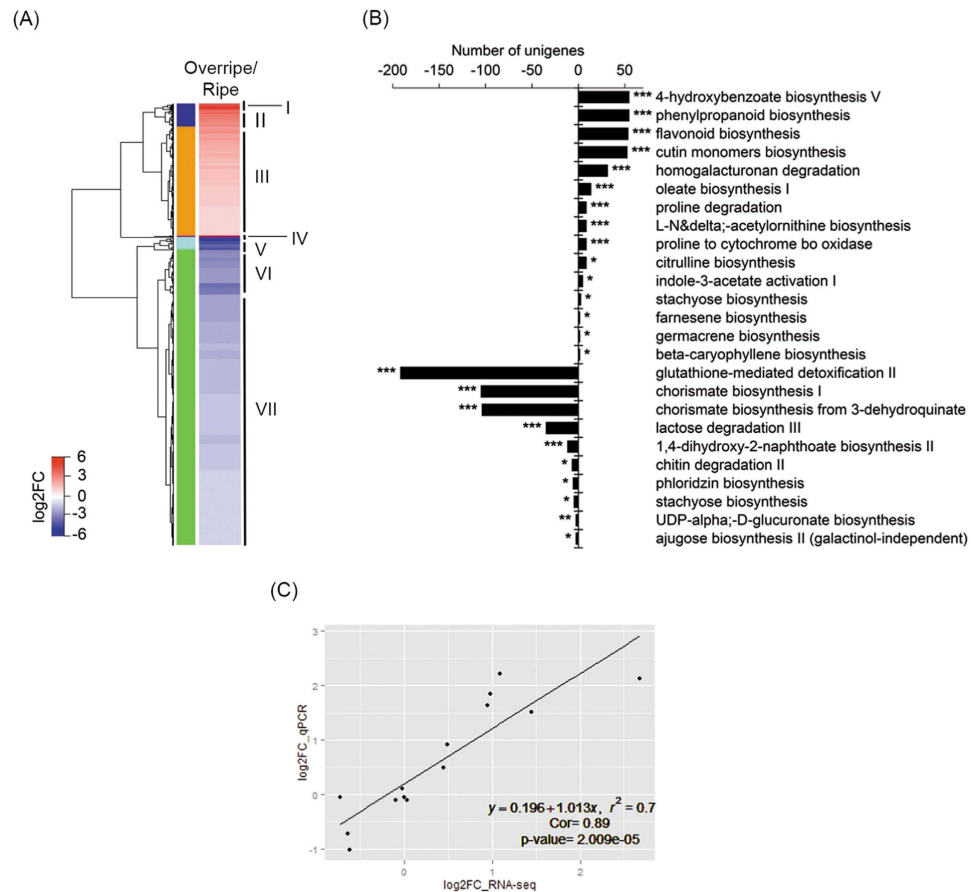 (A)
Overripe/
Ripe
I
II
III
IV
V
VI
VII
log2FC
6
3
0
-3
-6
(B)
Number of unigenes
-200 -150 -100 -50 0 50
*** 4-hydroxybenzoate biosynthesis V
*** phenylpropanoid biosynthesis
*** flavonoid biosynthesis
*** cutin monomers biosynthesis
*** homogalacturonan degradation
*** oleate biosynthesis I
*** proline degradation
*** L-N&delta;-acetylornithine biosynthesis
*** proline to cytochrome bo oxidase
* citrulline biosynthesis
* indole-3-acetate activation I
* stachyose biosynthesis
* farnesene biosynthesis
* germacrene biosynthesis
* beta-caryophyllene biosynthesis
*** glutathione-mediated detoxification II
*** chorismate biosynthesis I
*** chorismate biosynthesis from 3-dehydroquinate
*** lactose degradation III
*** 1,4-dihydroxy-2-naphthoate biosynthesis II
* chitin degradation II
* phloridzin biosynthesis
* stachyose biosynthesis
** UDP-alpha;-D-glucuronate biosynthesis
* ajugose biosynthesis II (galactinol-independent)
(C)
log2FC_qPCR
3
2
1
0
-1
y = 0.196+1.013x, r² = 0.7
Cor= 0.89
p-value= 2.009e-05
0 1 2
log2FC_RNA-seq